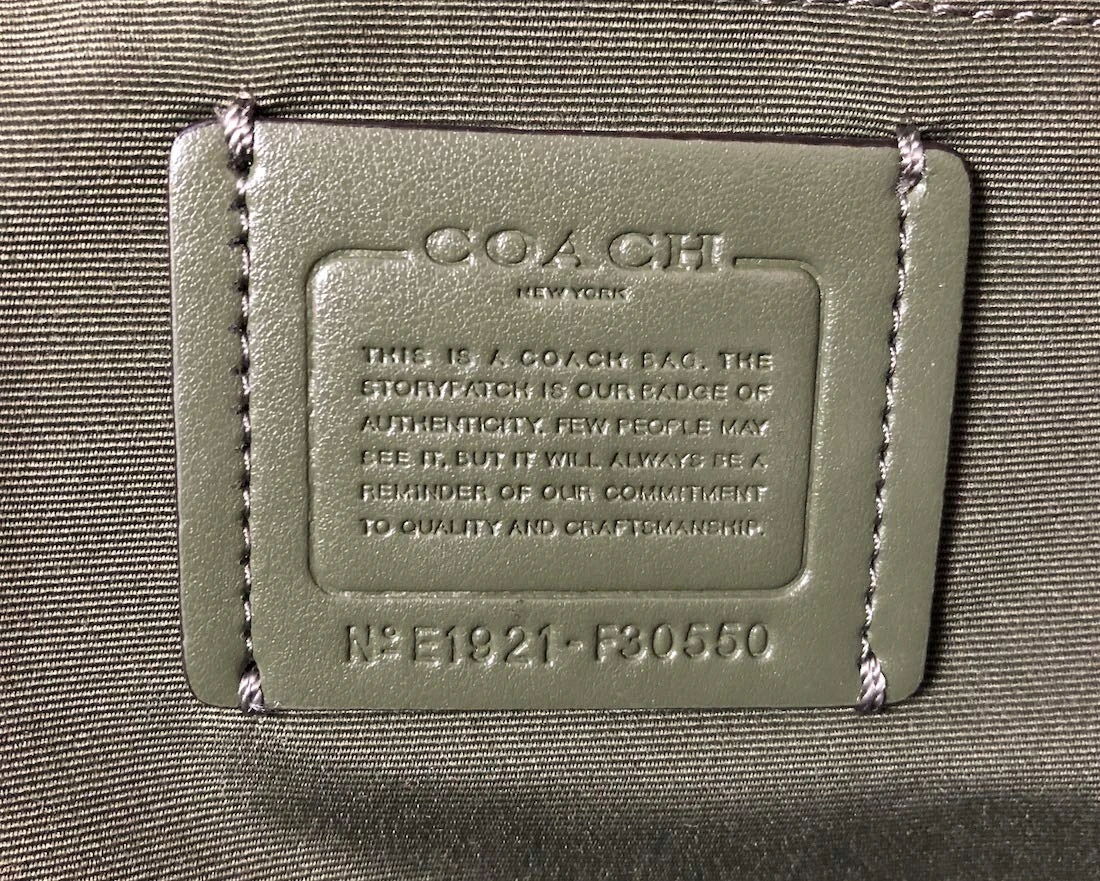 COACH
NEW YORK
THIS IS A COACH BAG. THE
STORYPATCH IS OUR BADGE OF
AUTHENTICITY. FEW PEOPLE MAY
SEE IT, BUT IT WILL ALWAYS BE A
REMINDER OF OUR COMMITMENT
TO QUALITY AND CRAFTSMANSHIP.
Nº E1921-F30550